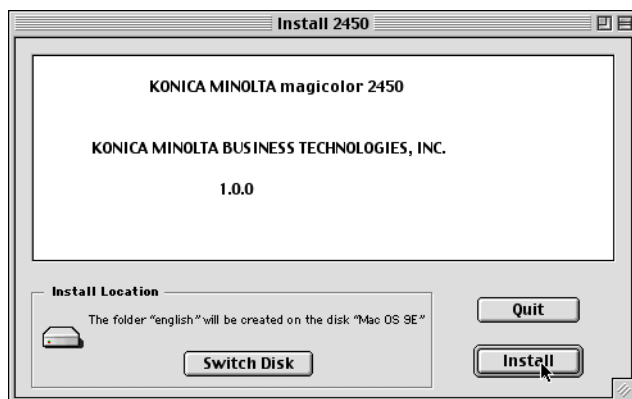 Install 2450
KONICA MINOLTA magicolor 2450
KONICA MINOLTA BUSINESS TECHNOLOGIES, INC.
1.0.0
Install Location
The folder "english" will be created on the disk "Mac OS 9E"
Switch Disk
Quit
Install